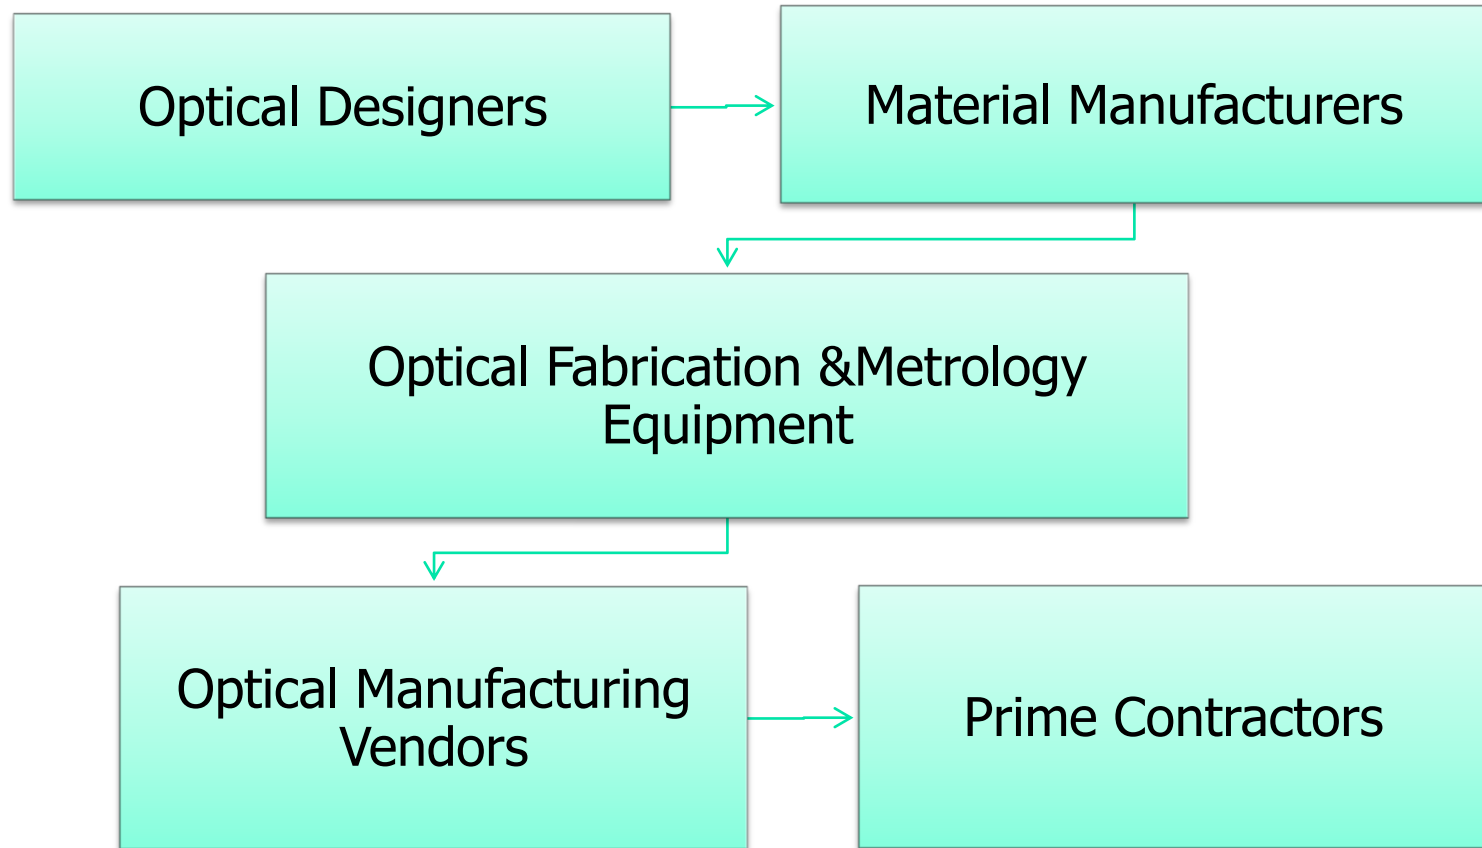 Optical Designers
Material Manufacturers
Optical Fabrication &Metrology
Equipment
Optical Manufacturing
Vendors
Prime Contractors